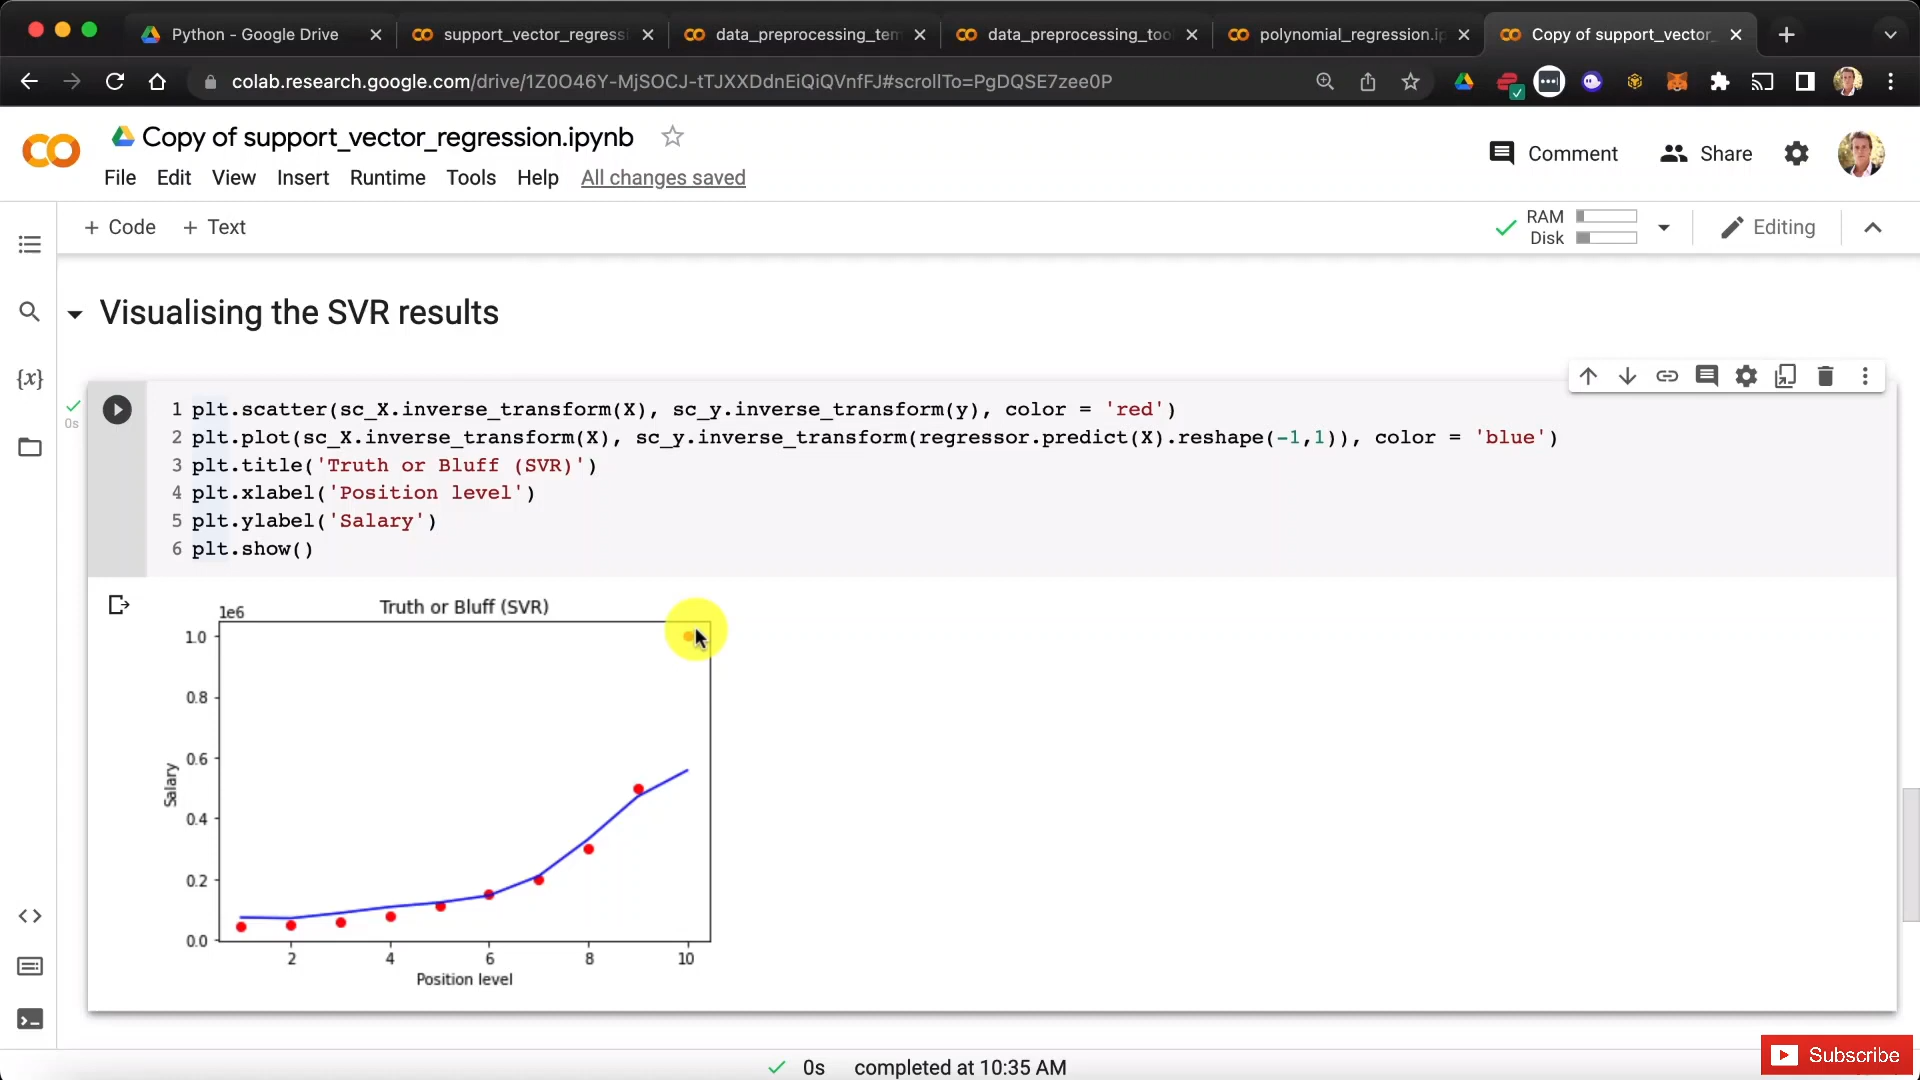 Python - Google Drive
support_vector_regressi
data_preprocessing_tem
data_preprocessing_too
polynomial_regression.ip
Copy of support_vector_
colab.research.google.com/drive/1Z0O46Y-MjSOCJ-tTJXXDdnEiQiQVnfFJ#scrollTo=PgDQSE7zee0P
CO
Copy of support_vector_regression.ipynb
Comment
Share
File Edit View Insert Runtime Tools Help All changes saved
+ Code + Text
RAM
Disk
Editing
Visualising the SVR results
{x}
0s
1 plt.scatter(sc_X.inverse_transform(X), sc_y.inverse_transform(y), color = 'red')
2 plt.plot(sc_X.inverse_transform(X), sc_y.inverse_transform(regressor.predict(X).reshape(-1,1)), color = 'blue')
3 plt.title('Truth or Bluff (SVR)')
4 plt.xlabel('Position level')
5 plt.ylabel('Salary')
6 plt.show()
1e6
Truth or Bluff (SVR)
1.0
0.8
0.6
0.4
0.2
0.0
Salary
2 4 6 8 10
Position level
0s completed at 10:35 AM
Subscribe